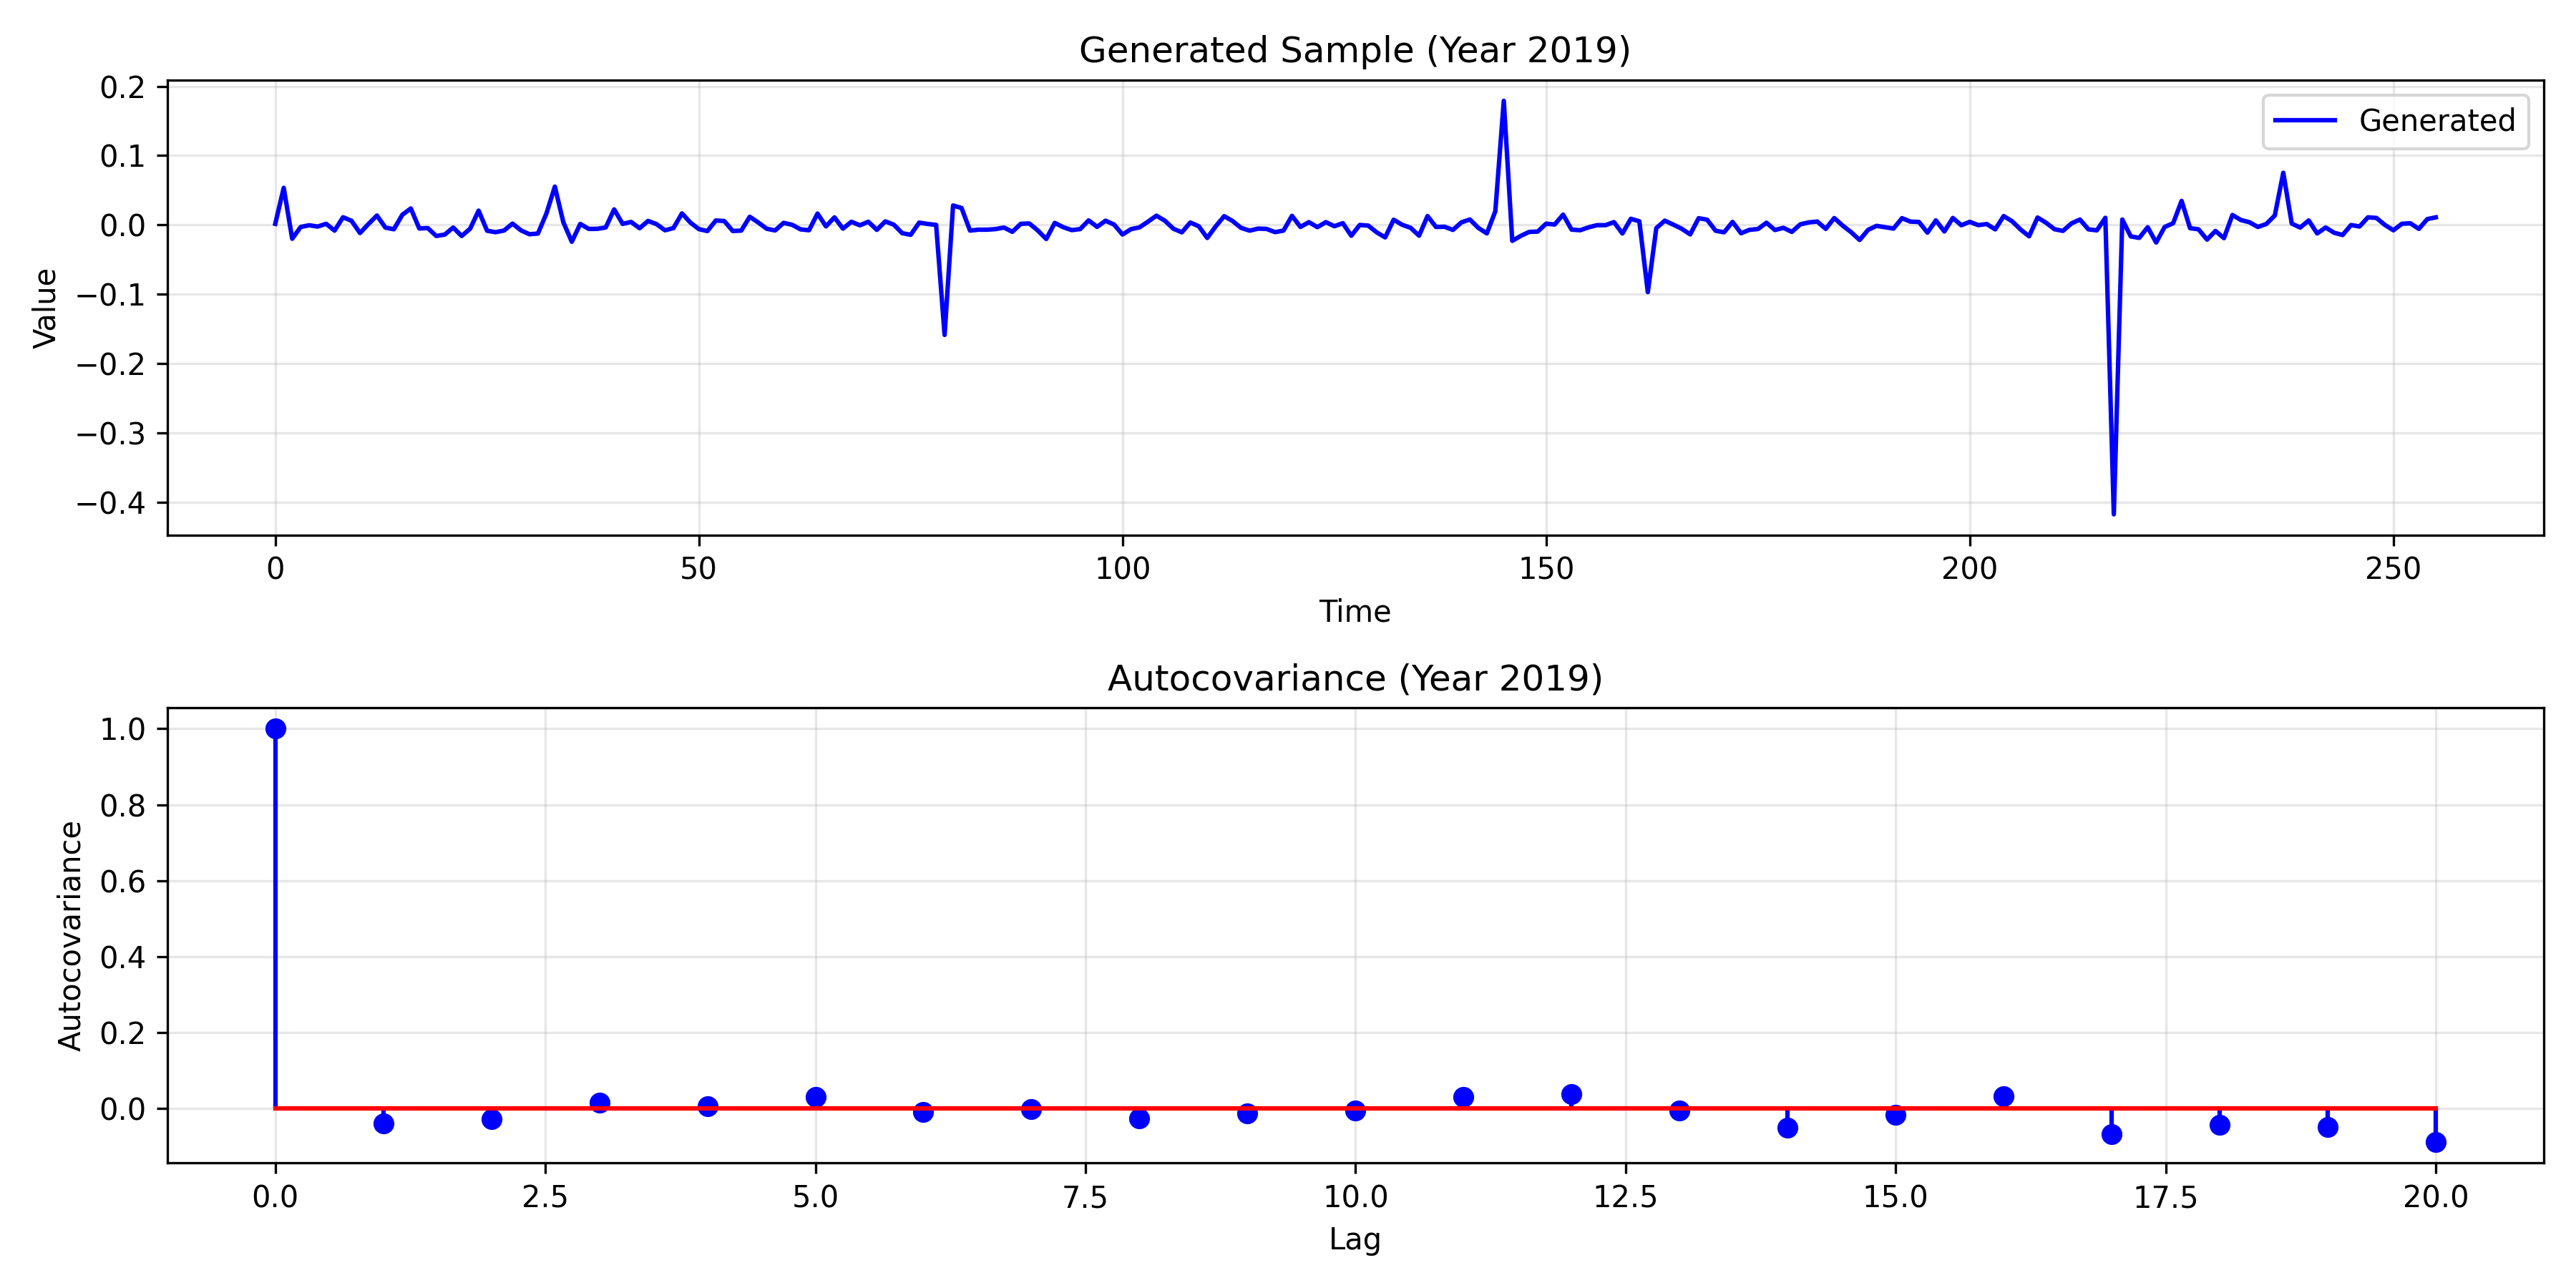 Generated Sample (Year 2019)
0.2
0.1
0.0
−0.1
−0.2
−0.3
−0.4
Value
Generated
0 50 100 150 200 250
Time
Autocovariance (Year 2019)
1.0
0.8
0.6
0.4
0.2
0.0
Autocovariance
0.0 2.5 5.0 7.5 10.0 12.5 15.0 17.5 20.0
Lag